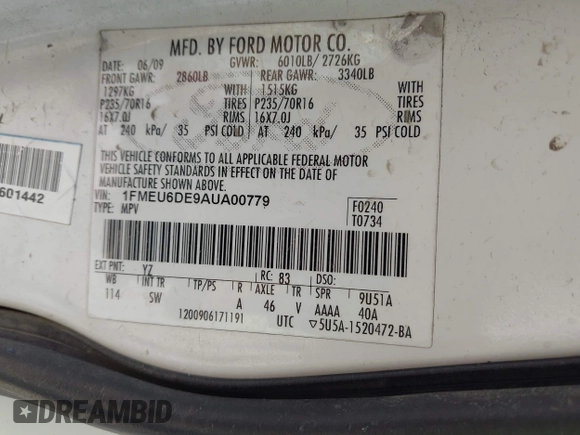 MFD. BY FORD MOTOR CO.
06/09 GVWR: 6010LB/ 2726KG
FRONT GAWR: 2860LB REAR GAWR: 3340LB
1297KG WITH 1515KG WITH
P235/70R16 TIRES P235/70R16 TIRES
16X7.0J RIMS 16X7.0J RIMS
AT 240 kPa/ 35 PSI COLD AT 240 kPa/ 35 PSI COLD
THIS VEHICLE CONFORMS TO ALL APPLICABLE FEDERAL MOTOR
VEHICLE SAFETY STANDARDS IN EFFECT ON THE DATE OF
MANUFACTURE SHOWN ABOVE.
VIN: 1FMEU6DE9AUA00779 F0240
TYPE: MPV T0734
EXT PNT: YZ RC: 83 DSO:
WB INT TR TP/PS R AXLE TR SPR 9U51A
114 SW A 46 V AAAA 40A
1200906171191 UTC ▽5U5A-1520472-BA
601442
DREAMBID